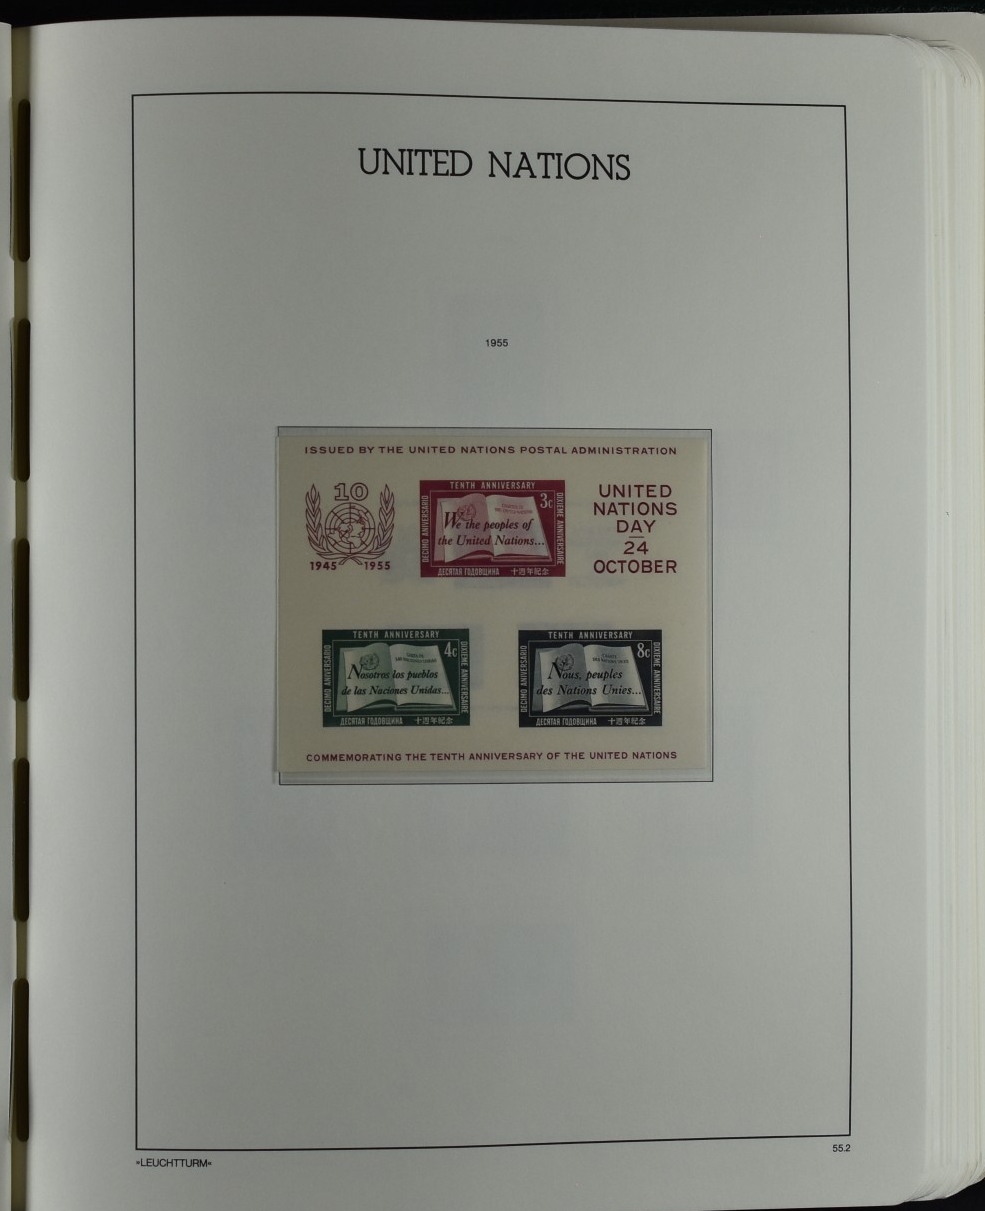 UNITED NATIONS
1955
ISSUED BY THE UNITED NATIONS POSTAL ADMINISTRATION
10
1945 1955
TENTH ANNIVERSARY
3c
DECIMO ANIVERSARIO
DIXIEME ANNIVERSAIRE
We the peoples of
the United Nations...
ДЕСЯТАЯ ГОДОВЩИНА 十週年紀念
UNITED
NATIONS
DAY
24
OCTOBER
TENTH ANNIVERSARY
4c
DECIMO ANIVERSARIO
DIXIEME ANNIVERSAIRE
Nosotros los pueblos
de las Naciones Unidas...
ДЕСЯТАЯ ГОДОВЩИНА 十週年紀念
TENTH ANNIVERSARY
8c
DECIMO ANIVERSARIO
DIXIEME ANNIVERSAIRE
Nous, peuples
des Nations Unies...
ДЕСЯТАЯ ГОДОВЩИНА 十週年紀念
COMMEMORATING THE TENTH ANNIVERSARY OF THE UNITED NATIONS
»LEUCHTTURM«
55.2